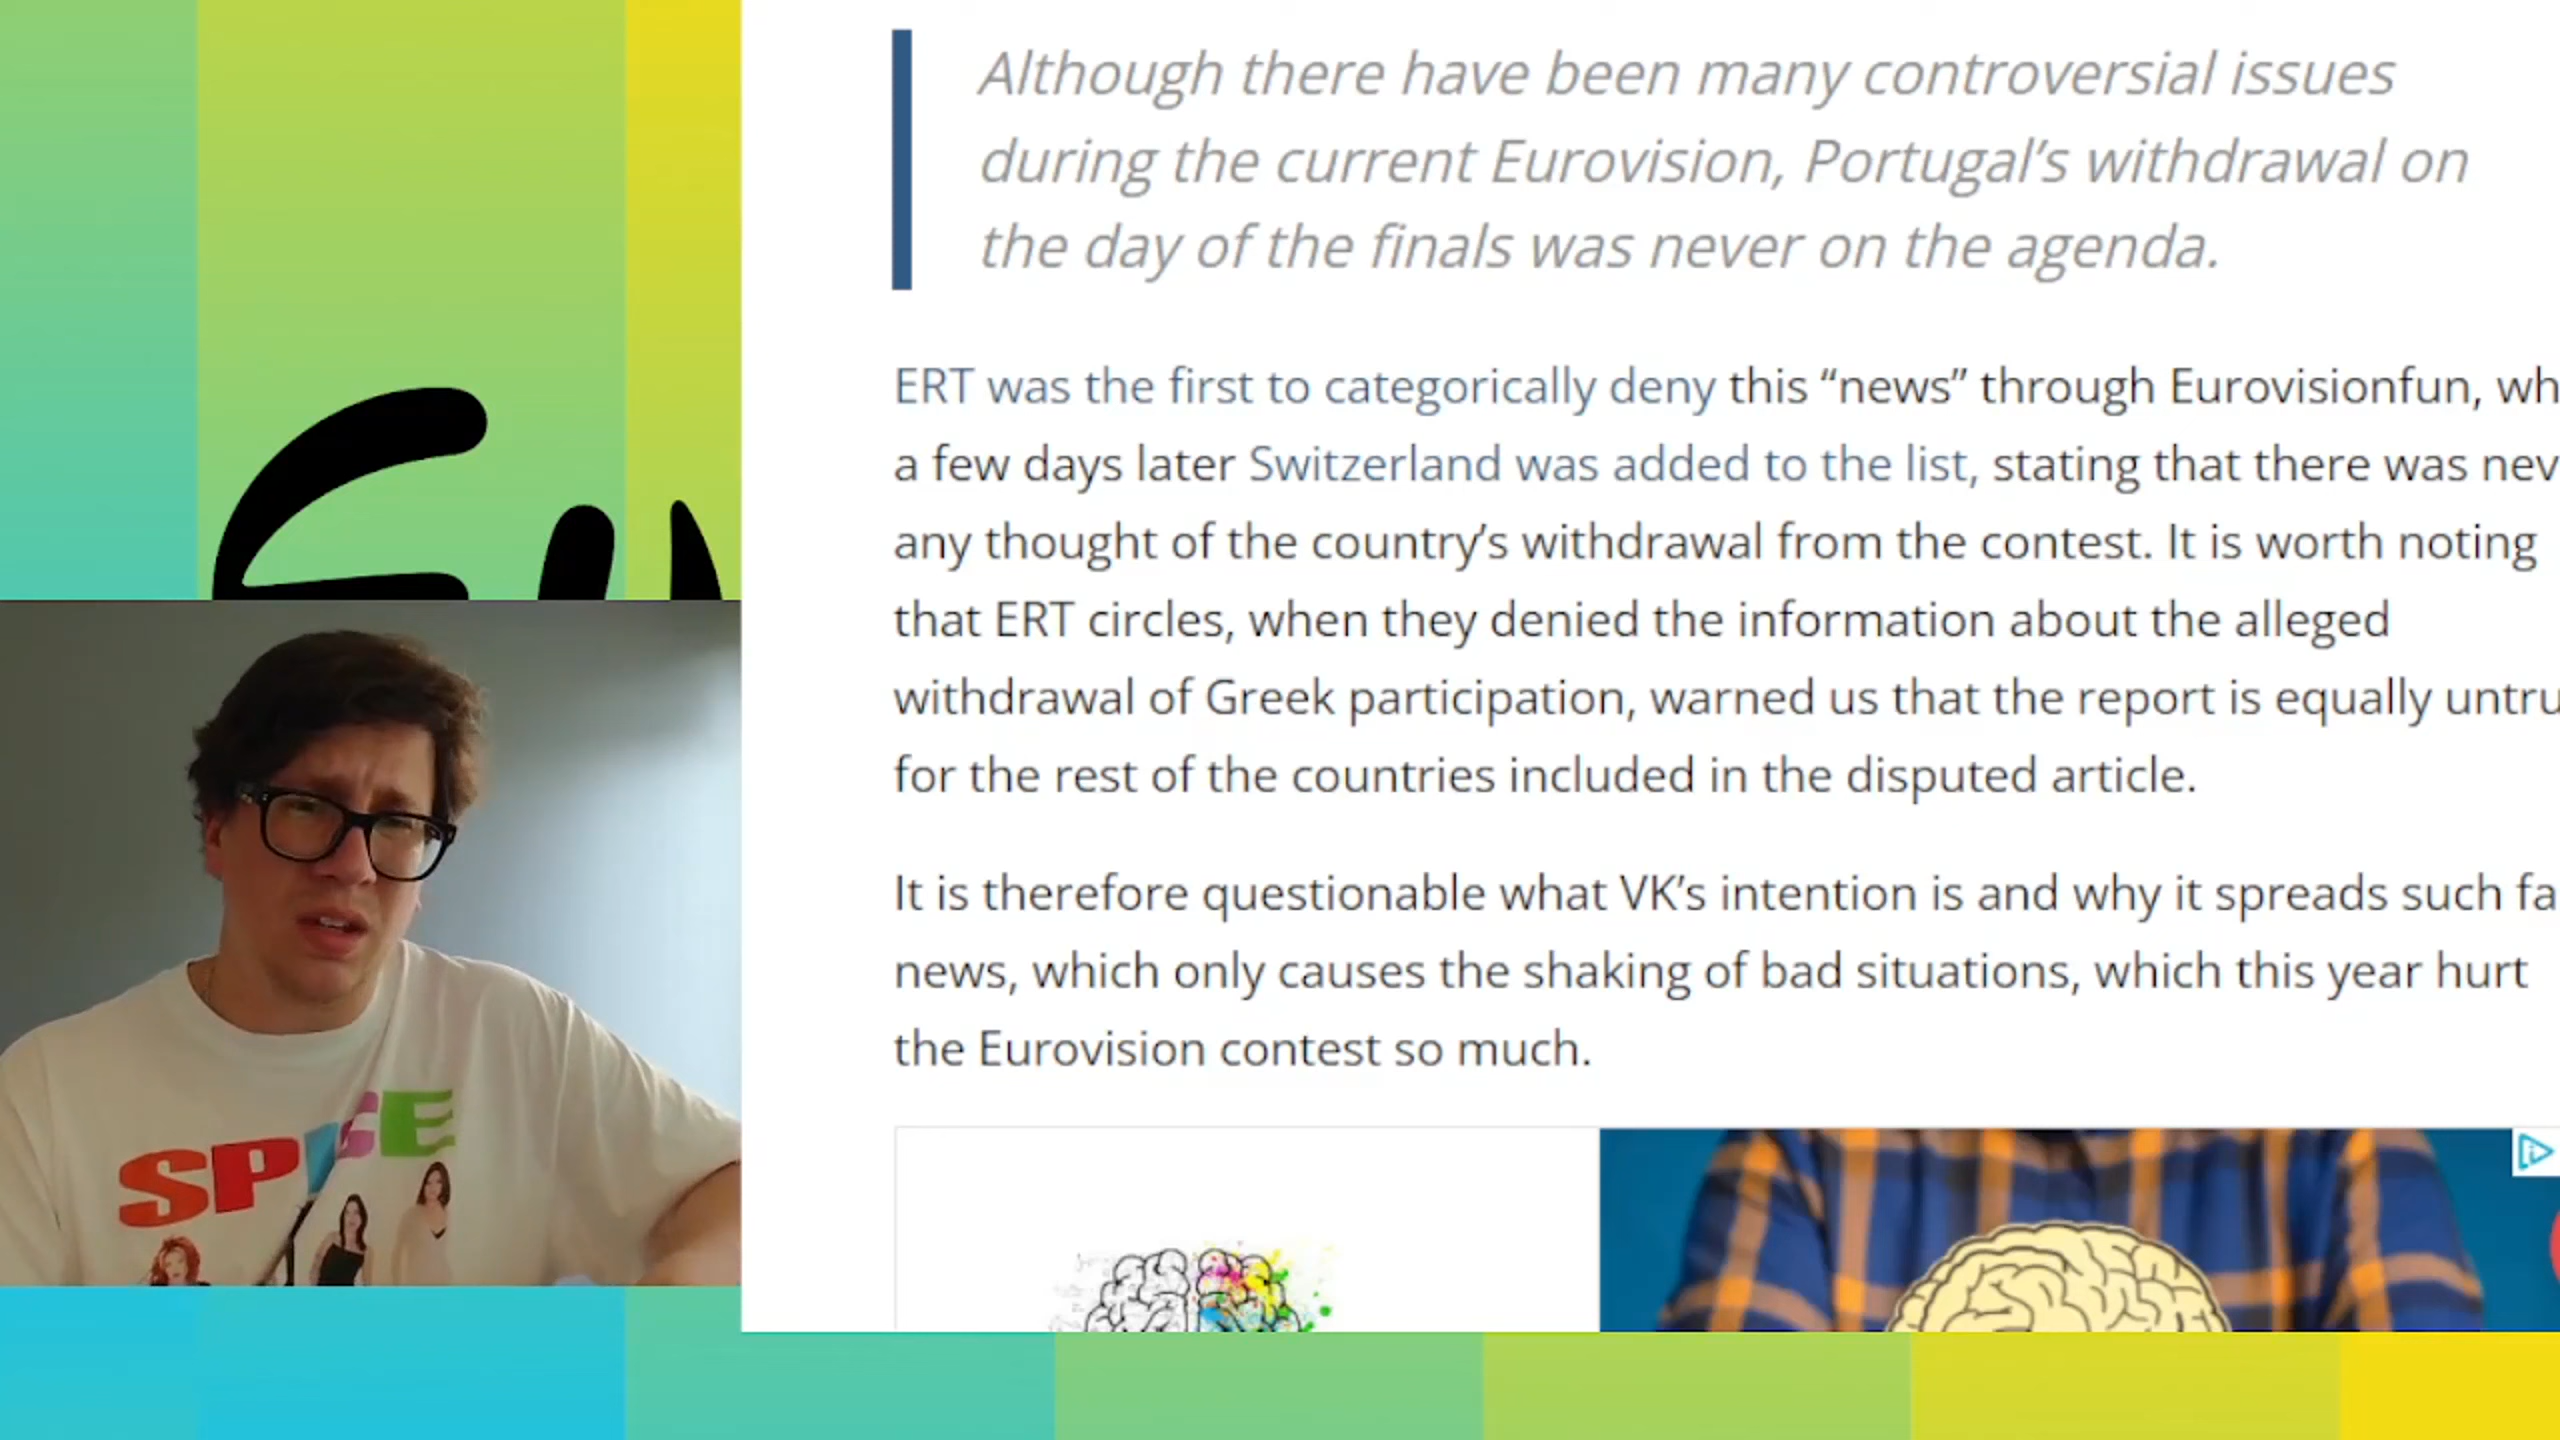 Although there have been many controversial issues
during the current Eurovision, Portugal’s withdrawal on
the day of the finals was never on the agenda.
ERT was the first to categorically deny this “news” through Eurovisionfun, wh
a few days later Switzerland was added to the list, stating that there was nev
any thought of the country’s withdrawal from the contest. It is worth noting
that ERT circles, when they denied the information about the alleged
withdrawal of Greek participation, warned us that the report is equally untru
for the rest of the countries included in the disputed article.
It is therefore questionable what VK’s intention is and why it spreads such fa
news, which only causes the shaking of bad situations, which this year hurt
the Eurovision contest so much.
SPICE